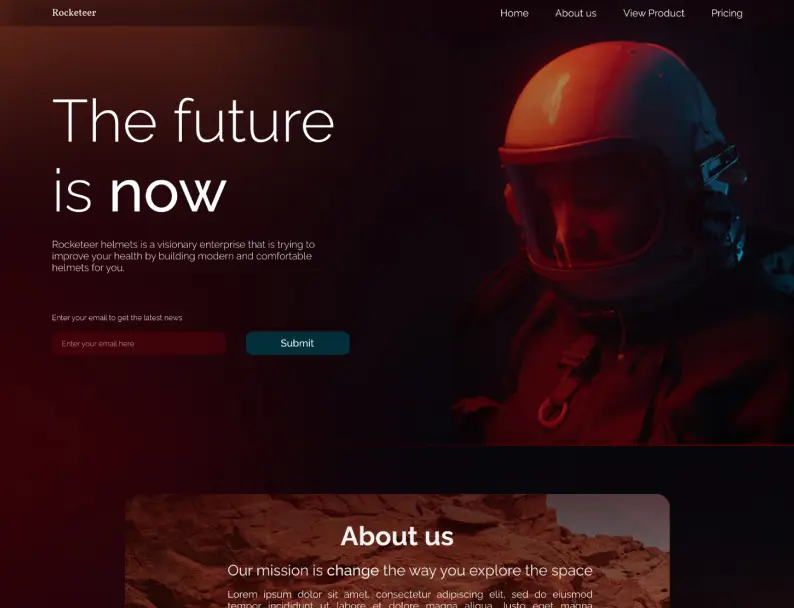 Rocketeer
Home About us View Product Pricing
The future
is now
Rocketeer helmets is a visionary enterprise that is trying to
improve your health by building modern and comfortable
helmets for you.
Enter your email to get the latest news
Enter your email here
Submit
About us
Our mission is change the way you explore the space
Lorem ipsum dolor sit amet, consectetur adipiscing elit, sed do eiusmod
tempor incididunt ut labore et dolore magna aliqua. Justo eget magna